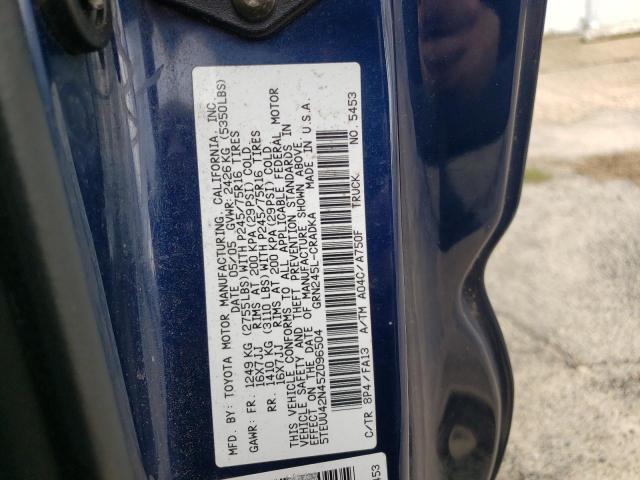 MFD. BY: TOYOTA MOTOR MANUFACTURING, CALIFORNIA, INC.
DATE 05/05 GVWR: 2426 KG (5350LBS)
GAWR: FR. 1249 KG (2755LBS) WITH P245/75R16 TIRES
16X7JJ RIMS AT 200 KPA (29PSI) COLD.
RR. 1410 KG (3110 LBS) WITH P245/75R16 TIRES
16X7JJ RIMS AT 200 KPA (29PSI) COLD.
THIS VEHICLE CONFORMS TO ALL APPLICABLE FEDERAL MOTOR
VEHICLE SAFETY AND THEFT PREVENTION STANDARDS IN
EFFECT ON THE DATE OF MANUFACTURE SHOWN ABOVE.
5TEUU42N45Z096504 GRN245L-CRADKA MADE IN U.S.A.
C/TR 8P4/FA13 A/TM A04C/A750F TRUCK NO. 5453
453